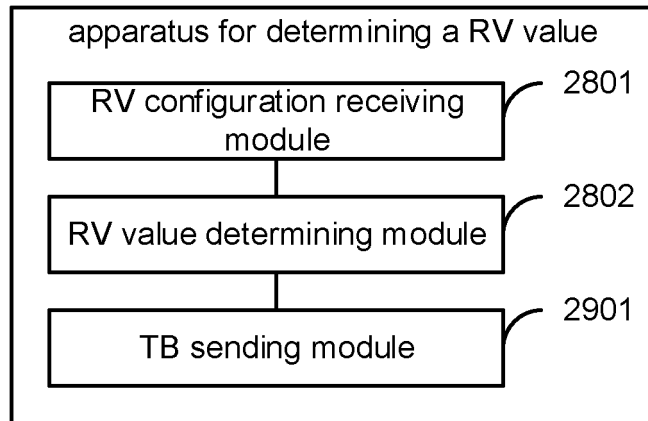 apparatus for determining a RV value
RV configuration receiving
module
2801
RV value determining module
2802
TB sending module
2901